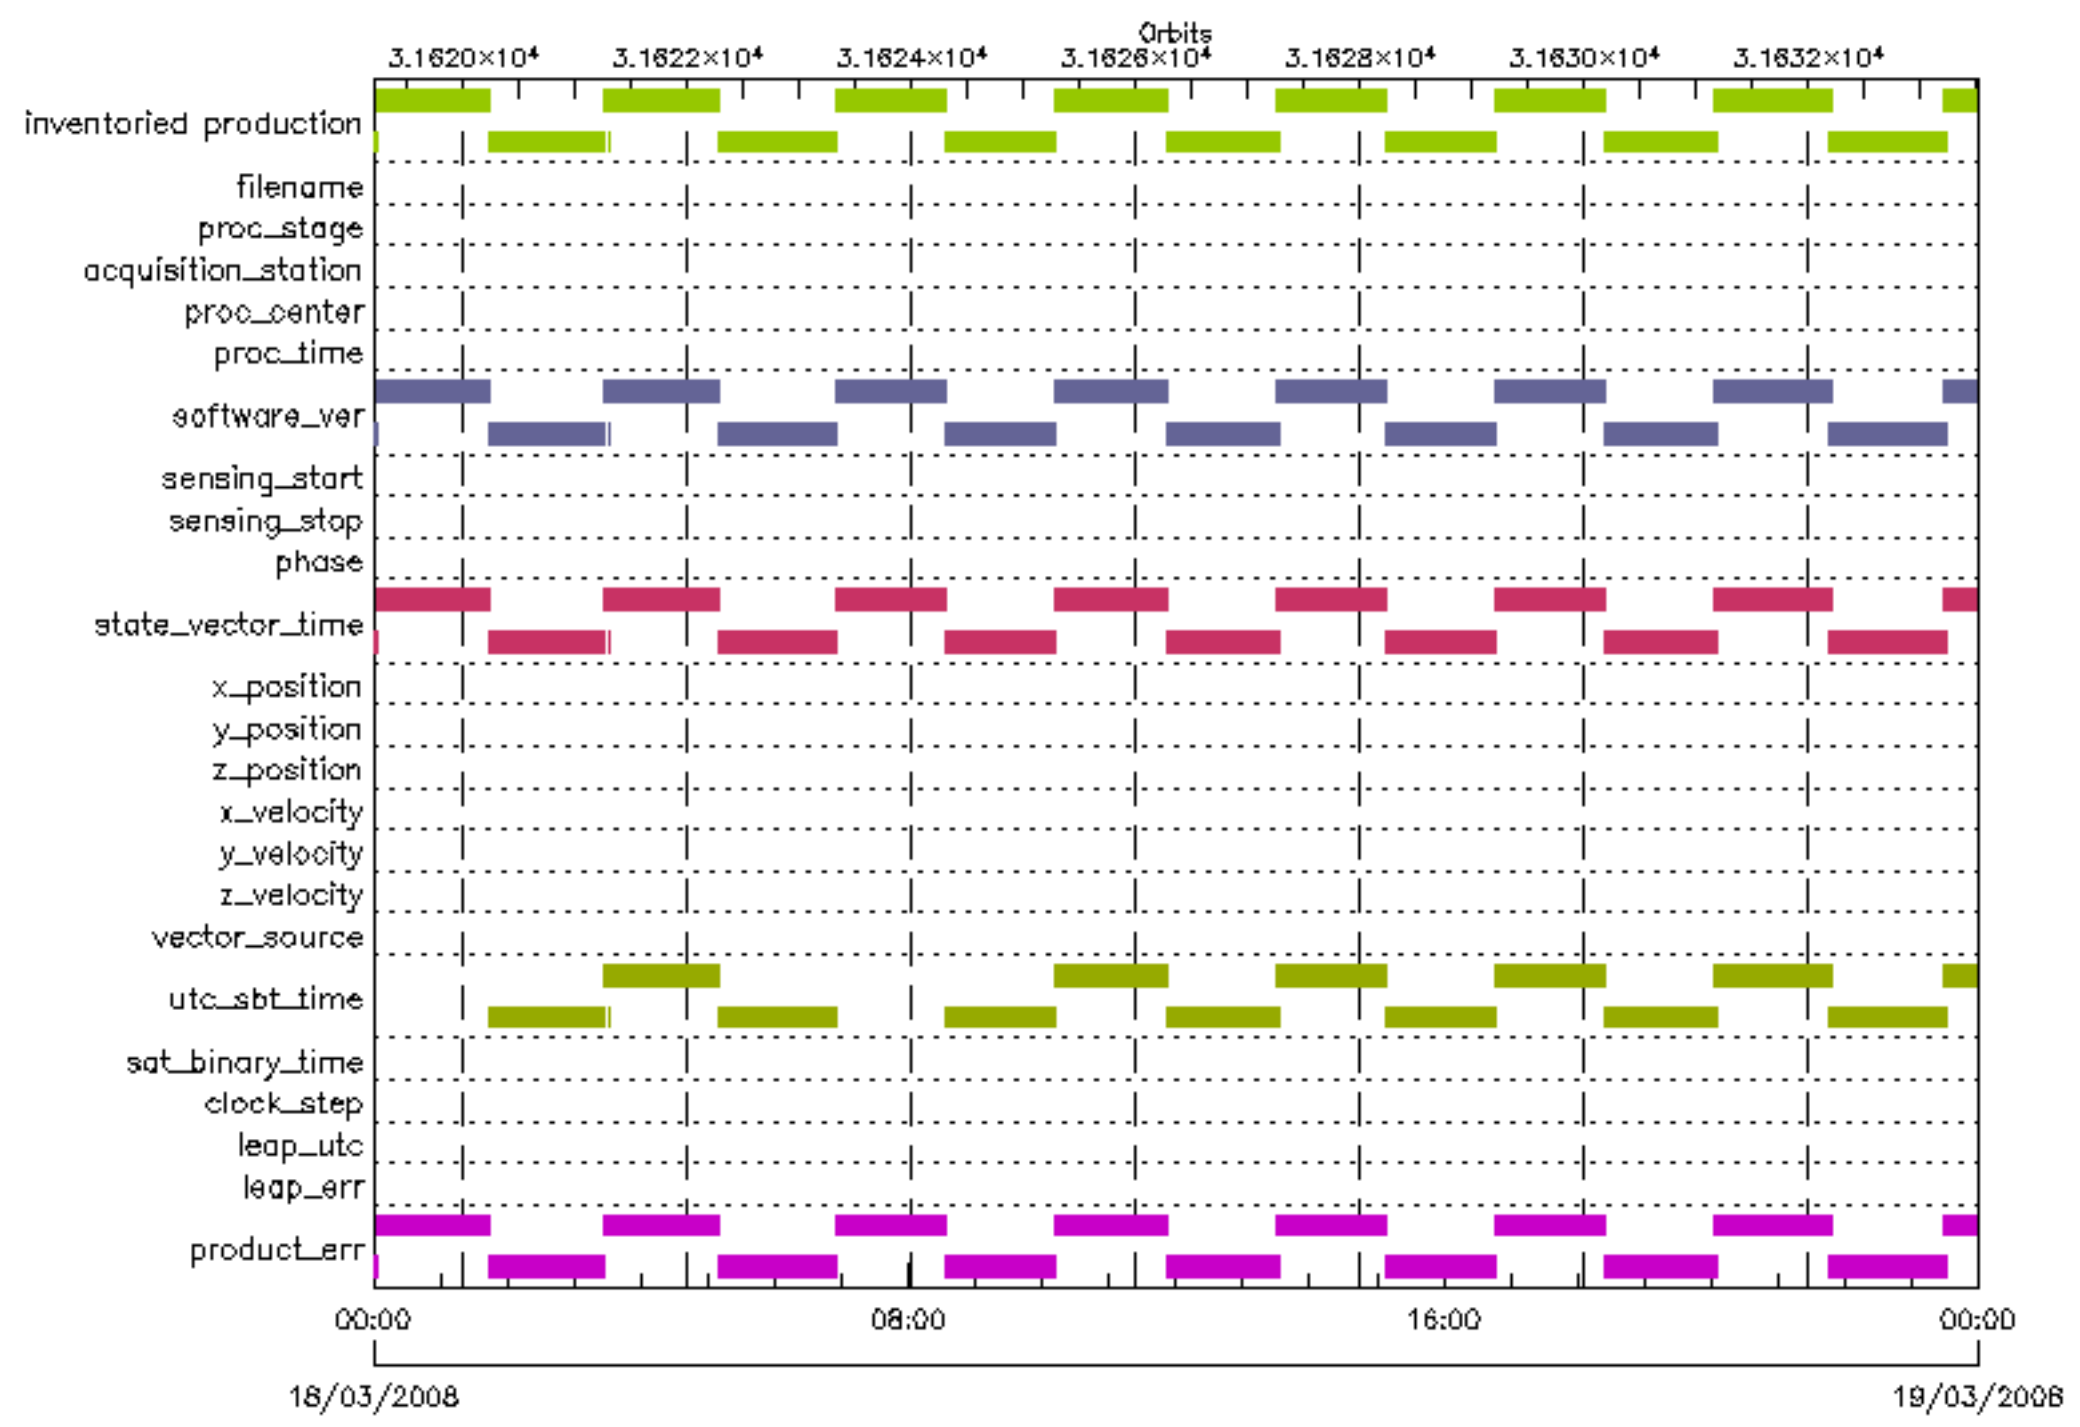 Orbits
3.1620×10⁴ 3.1622×10⁴ 3.1624×10⁴ 3.1626×10⁴ 3.1628×10⁴ 3.1630×10⁴ 3.1632×10⁴
inventoried production
filename
proc_stage
acquisition_station
proc_center
proc_time
software_ver
sensing_start
sensing_stop
phase
state_vector_time
x_position
y_position
z_position
x_velocity
y_velocity
z_velocity
vector_source
utc_sbt_time
sat_binary_time
clock_step
leap_utc
leap_err
product_err
00:00 08:00 16:00 00:00
18/03/2008 19/03/2008